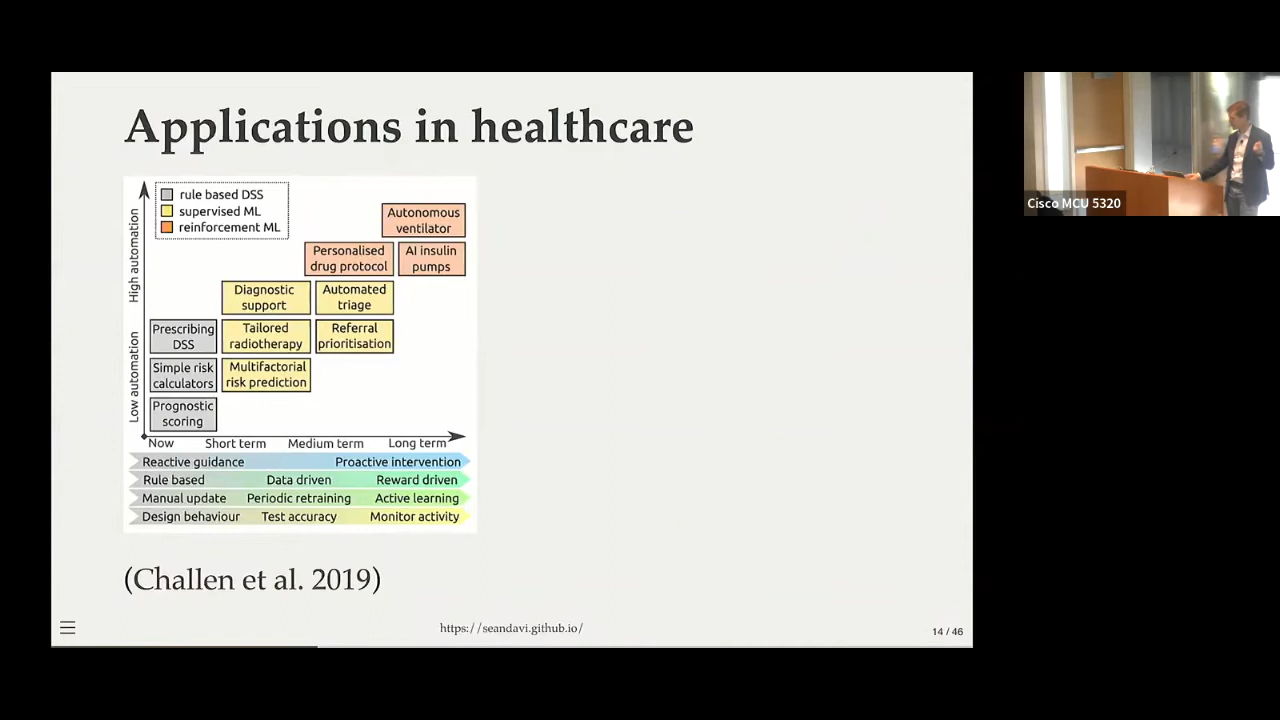 Applications in healthcare
rule based DSS
supervised ML
reinforcement ML
High automation
Low automation
Autonomous
ventilator
Personalised
drug protocol
AI insulin
pumps
Diagnostic
support
Automated
triage
Prescribing
DSS
Tailored
radiotherapy
Referral
prioritisation
Simple risk
calculators
Multifactorial
risk prediction
Prognostic
scoring
Now Short term Medium term Long term
Reactive guidance Proactive intervention
Rule based Data driven Reward driven
Manual update Periodic retraining Active learning
Design behaviour Test accuracy Monitor activity
(Challen et al. 2019)
https://seandavi.github.io/
14 / 46
Cisco MCU 5320